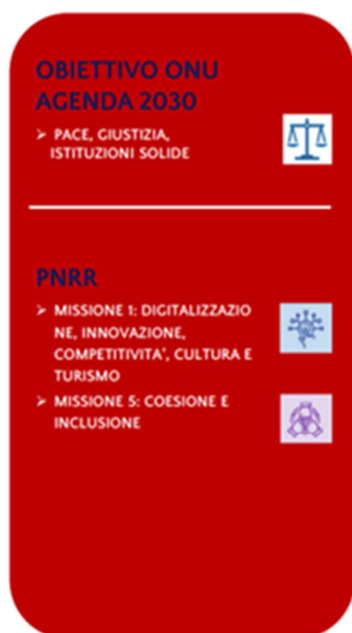 OBIETTIVO ONU
AGENDA 2030
➢ PACE, GIUSTIZIA,
ISTITUZIONI SOLIDE
PNRR
➢ MISSIONE 1: DIGITALIZZAZIO
NE, INNOVAZIONE,
COMPETITIVITA', CULTURA E
TURISMO
➢ MISSIONE 5: COESIONE E
INCLUSIONE